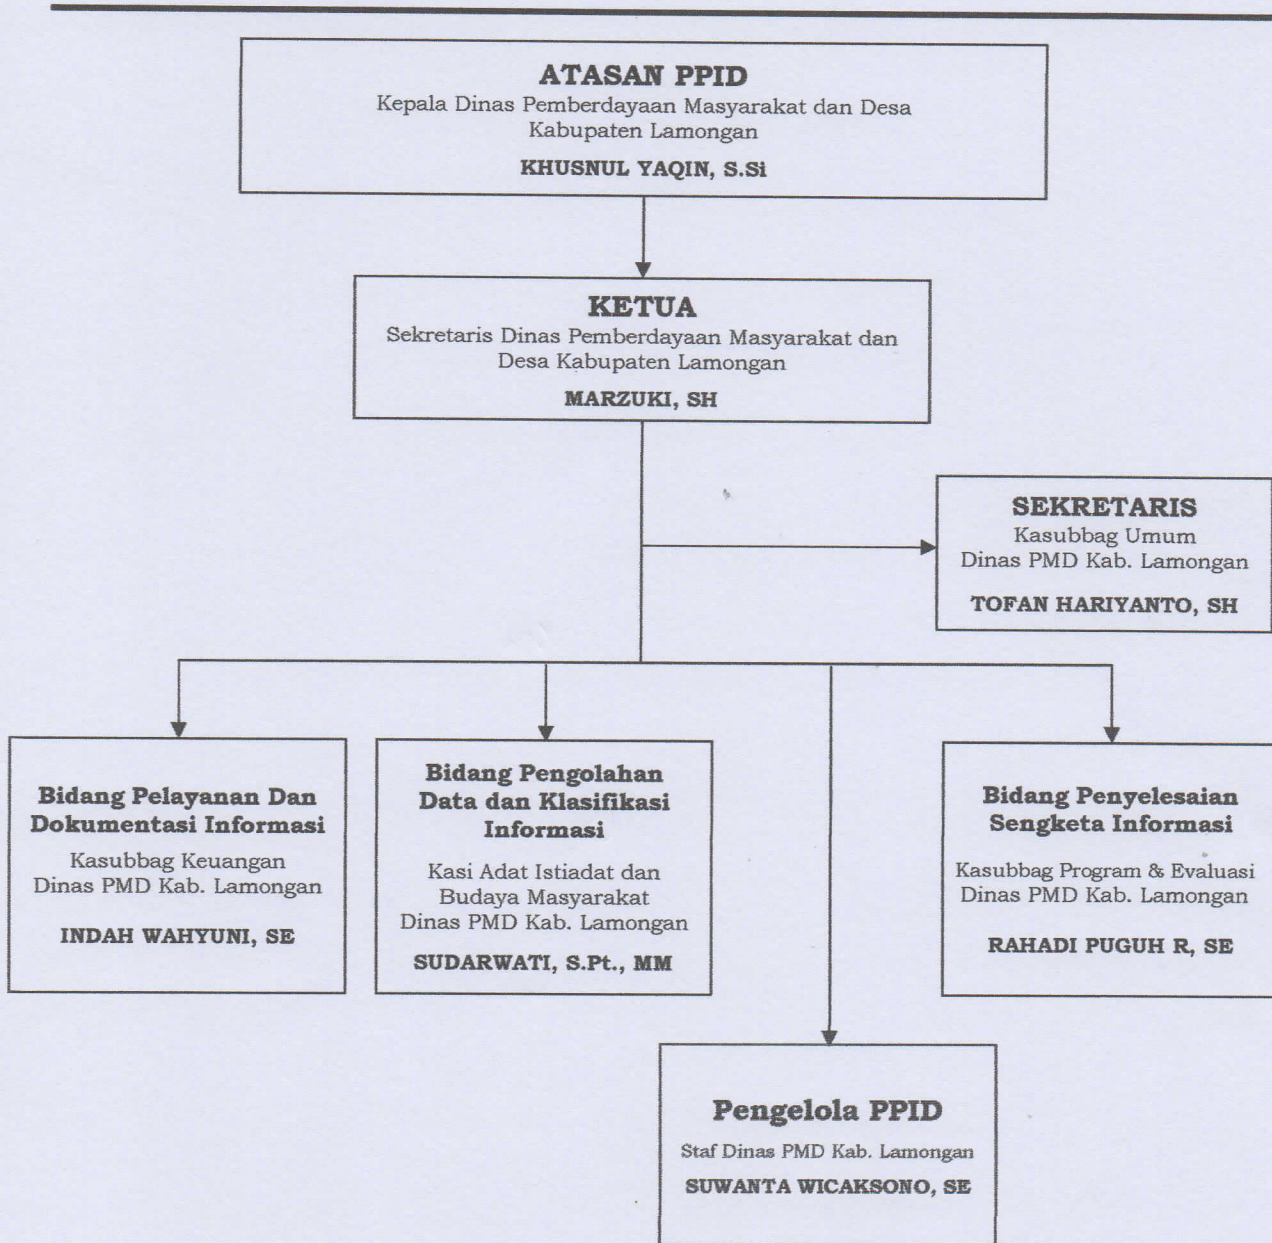 ATASAN PPID
Kepala Dinas Pemberdayaan Masyarakat dan Desa
Kabupaten Lamongan
KHUSNUL YAQIN, S.Si
KETUA
Sekretaris Dinas Pemberdayaan Masyarakat dan
Desa Kabupaten Lamongan
MARZUKI, SH
SEKRETARIS
Kasubbag Umum
Dinas PMD Kab. Lamongan
TOFAN HARIYANTO, SH
Bidang Pelayanan Dan
Dokumentasi Informasi
Kasubbag Keuangan
Dinas PMD Kab. Lamongan
INDAH WAHYUNI, SE
Bidang Pengolahan
Data dan Klasifikasi
Informasi
Kasi Adat Istiadat dan
Budaya Masyarakat
Dinas PMD Kab. Lamongan
SUDARWATI, S.Pt., MM
Bidang Penyelesaian
Sengketa Informasi
Kasubbag Program & Evaluasi
Dinas PMD Kab. Lamongan
RAHADI PUGUH R, SE
Pengelola PPID
Staf Dinas PMD Kab. Lamongan
SUWANTA WICAKSONO, SE